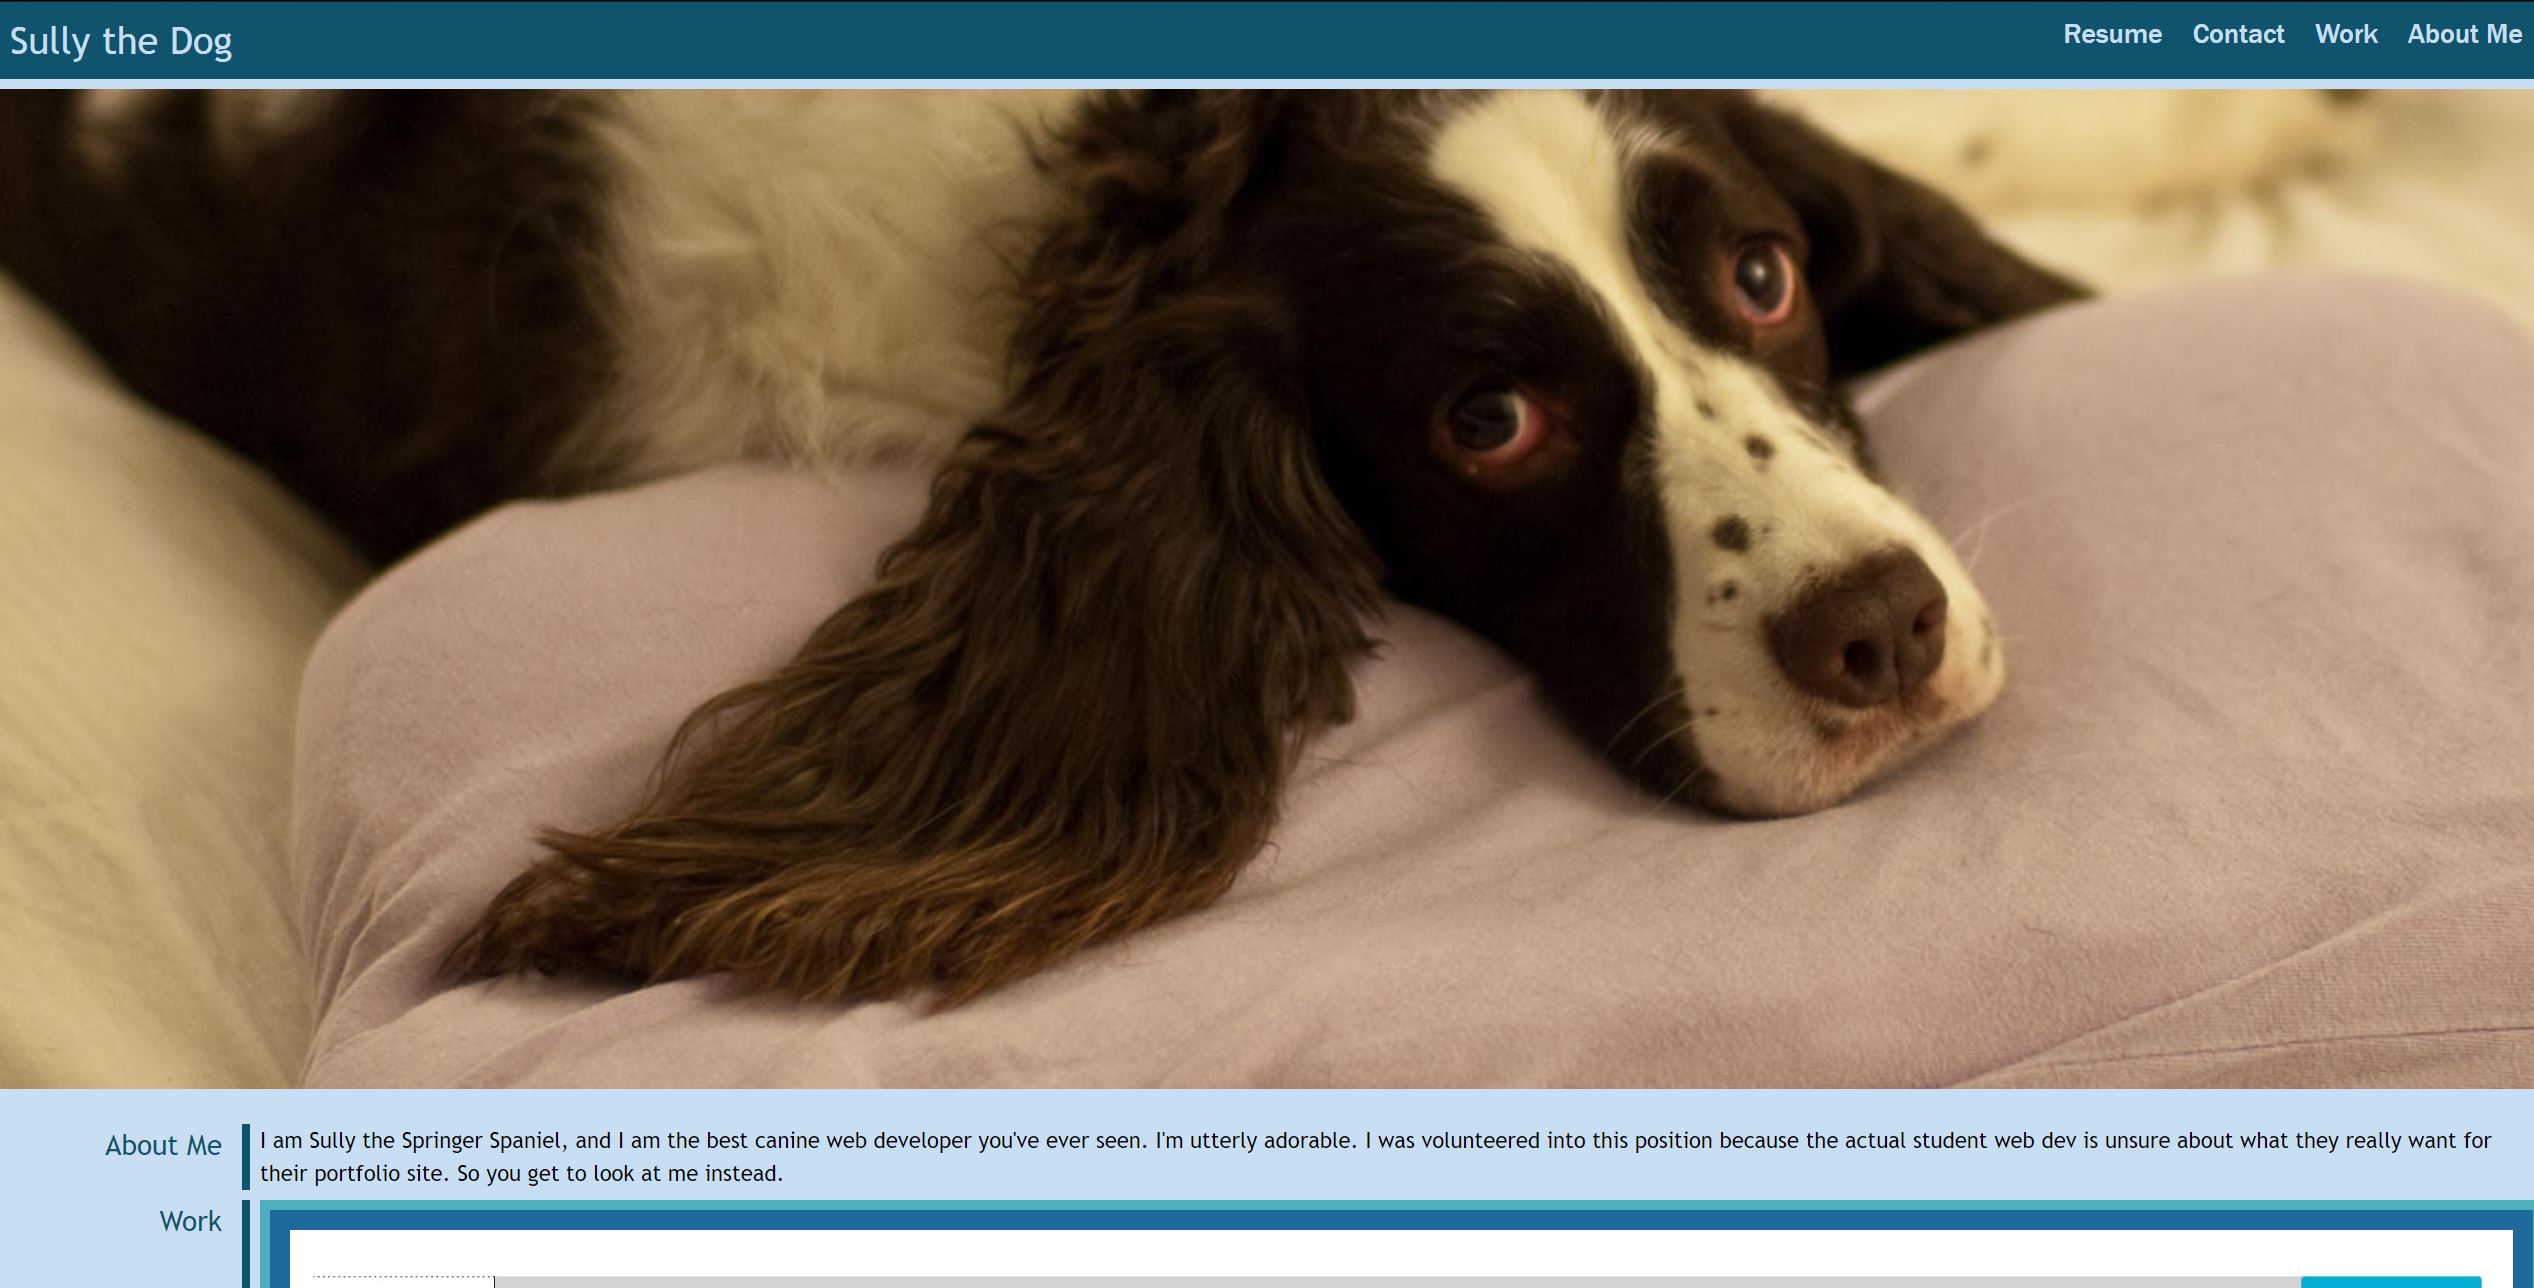 Sully the Dog
Resume Contact Work About Me
About Me
I am Sully the Springer Spaniel, and I am the best canine web developer you've ever seen. I'm utterly adorable. I was volunteered into this position because the actual student web dev is unsure about what they really want for
their portfolio site. So you get to look at me instead.
Work